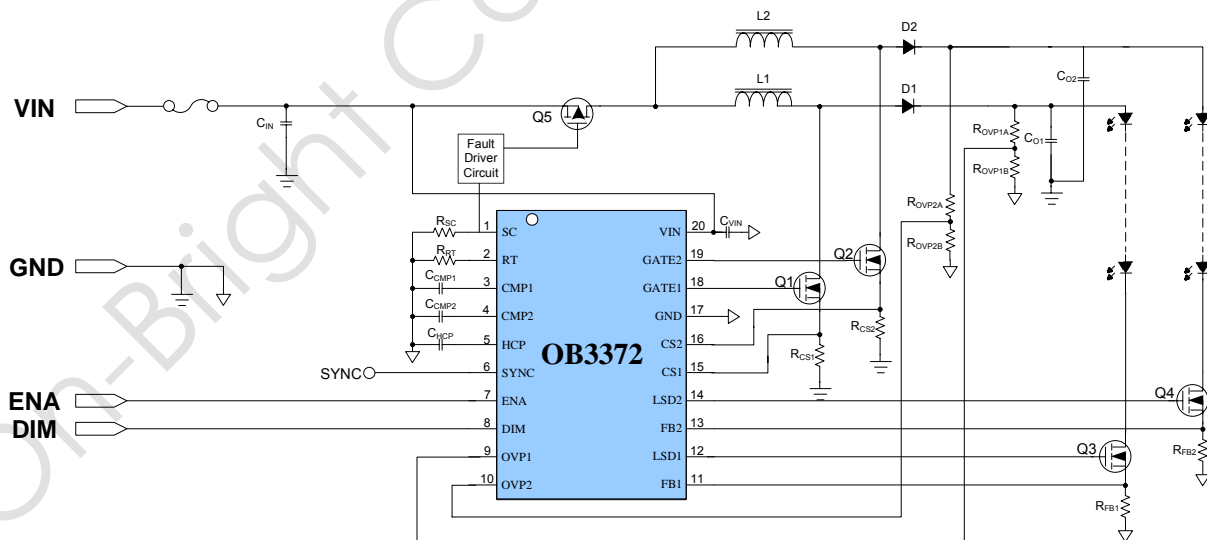 On-Bright Co
L2
D2
L1
D1
VIN
Q5
CIN
CO2
ROVP1A
CO1
ROVP1B
Fault
Driver
Circuit
ROVP2A
ROVP2B
RSC
1
SC
VIN
20
CVIN
RRT
2
RT
GATE2
19
Q2
GND
CCMP1
3
CMP1
GATE1
18
Q1
CCMP2
4
CMP2
GND
17
CHCP
5
HCP
OB3372
CS2
16
RCS2
SYNC
6
SYNC
CS1
15
RCS1
ENA
7
ENA
LSD2
14
Q4
DIM
8
DIM
FB2
13
9
OVP1
LSD1
12
Q3
RFB2
10
OVP2
FB1
11
RFB1